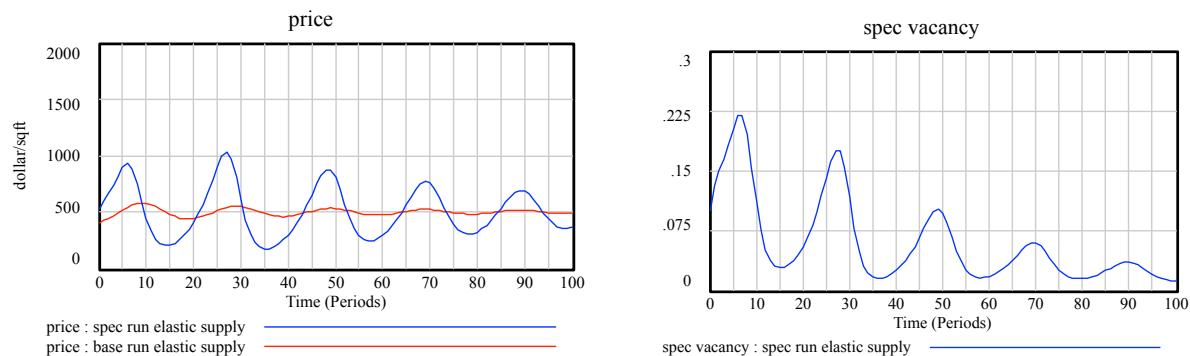 price
2000
1500
1000
500
0
dollar/sqft
0 10 20 30 40 50 60 70 80 90 100
Time (Periods)
price : spec run elastic supply
price : base run elastic supply
spec vacancy
.3
.225
.15
.075
0
0 10 20 30 40 50 60 70 80 90 100
Time (Periods)
spec vacancy : spec run elastic supply